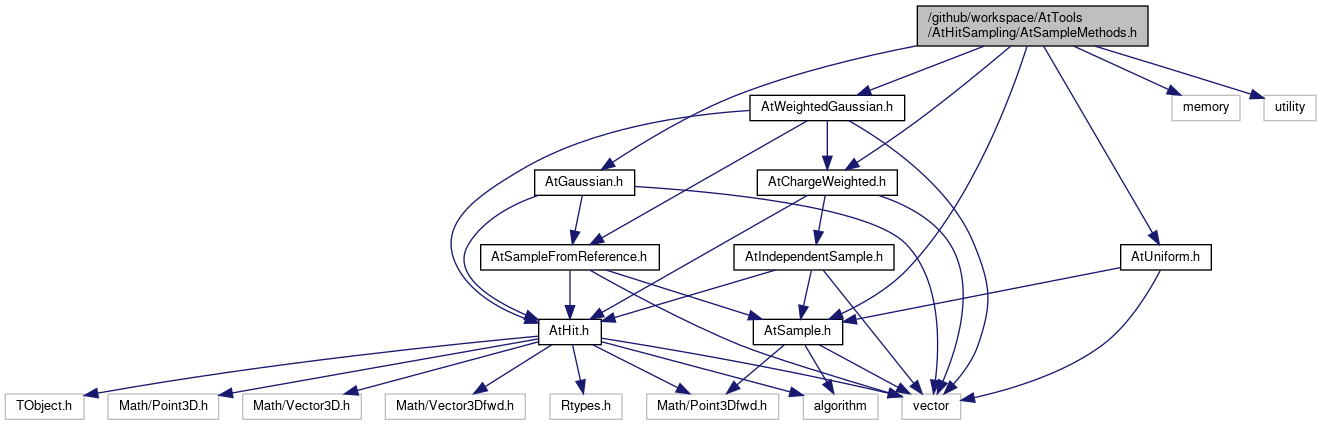 /github/workspace/AtTools
/AtHitSampling/AtSampleMethods.h
AtWeightedGaussian.h
memory
utility
AtGaussian.h
AtChargeWeighted.h
AtSampleFromReference.h
AtIndependentSample.h
AtUniform.h
AtHit.h
AtSample.h
TObject.h
Math/Point3D.h
Math/Vector3D.h
Math/Vector3Dfwd.h
Rtypes.h
Math/Point3Dfwd.h
algorithm
vector